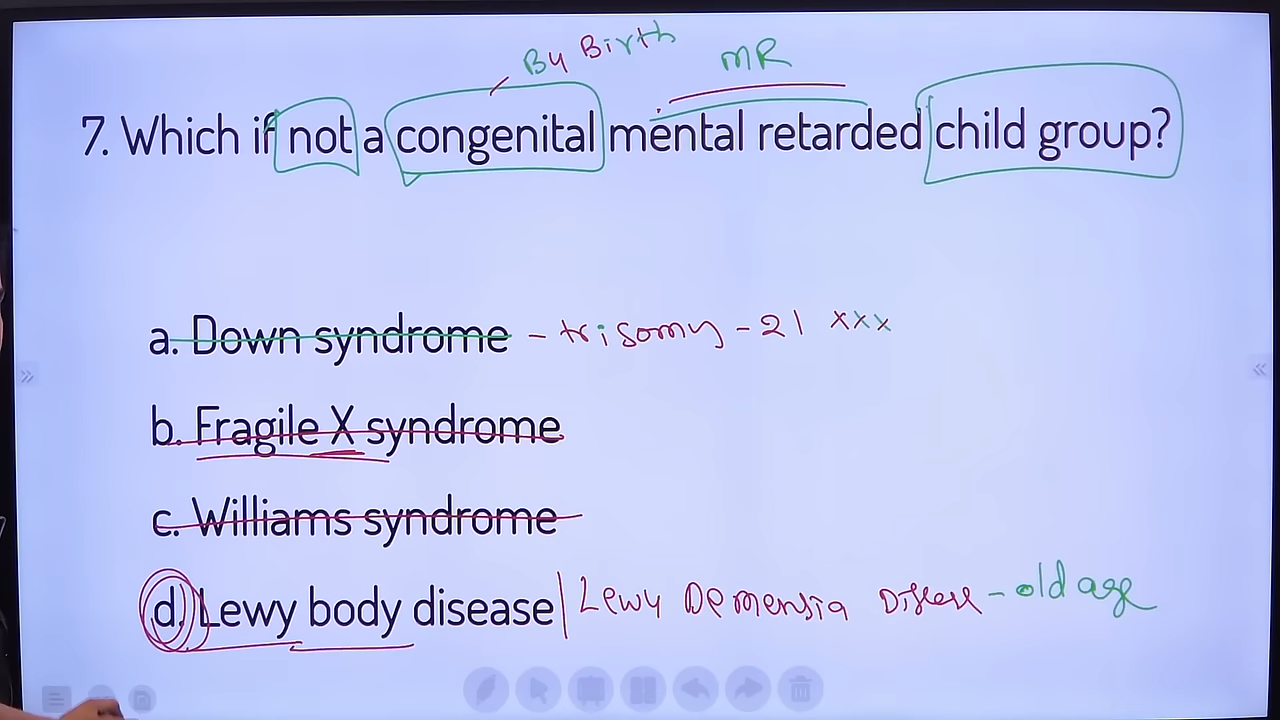 By Birth MR
7. Which if not a congenital mental retarded child group?
a. Down syndrome - trisomy - 21 xxx
b. Fragile X syndrome
c. Williams syndrome
d. Lewy body disease | Lewy Demensia Disese - old age